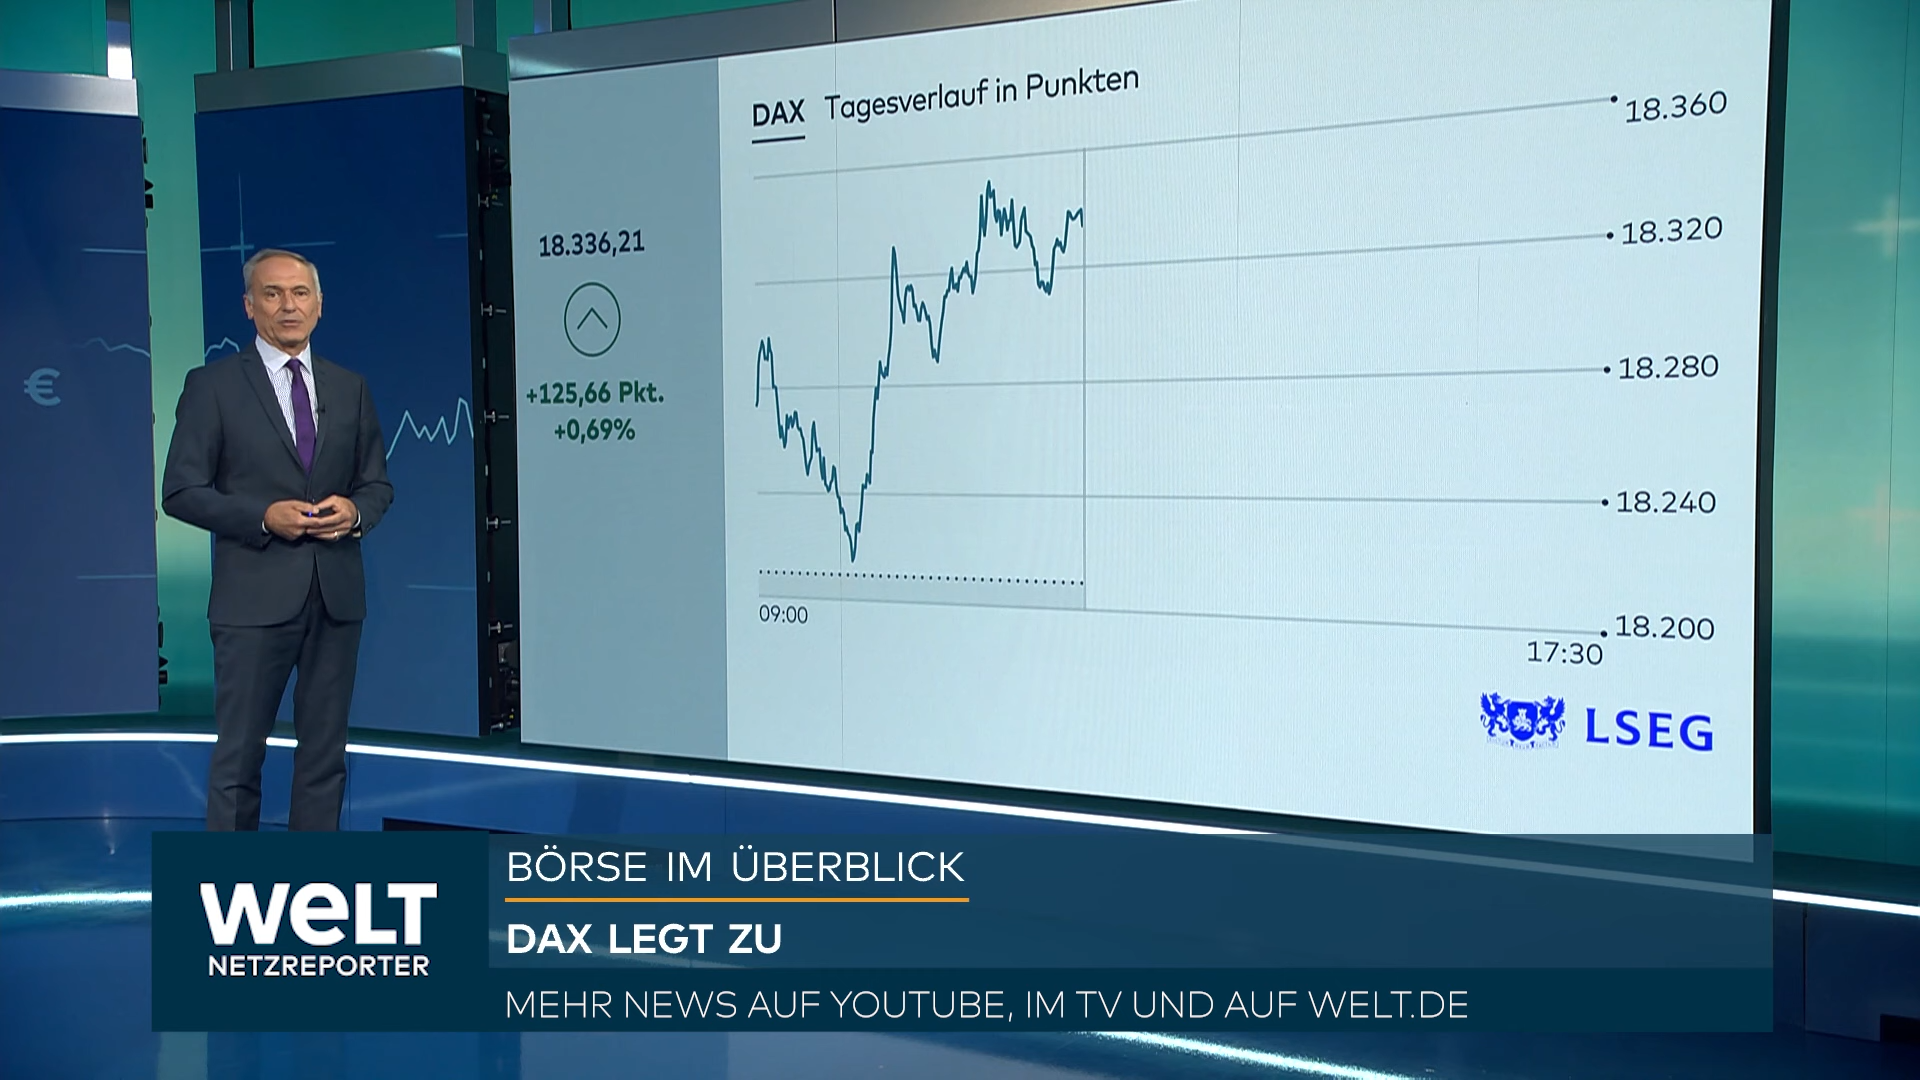 DAX Tagesverlauf in Punkten
18.360
18.320
18.280
18.240
18.200
09:00
17:30
18.336,21
+125,66 Pkt.
+0,69%
€
LSEG
WELT
NETZREPORTER
BÖRSE IM ÜBERBLICK
DAX LEGT ZU
MEHR NEWS AUF YOUTUBE, IM TV UND AUF WELT.DE